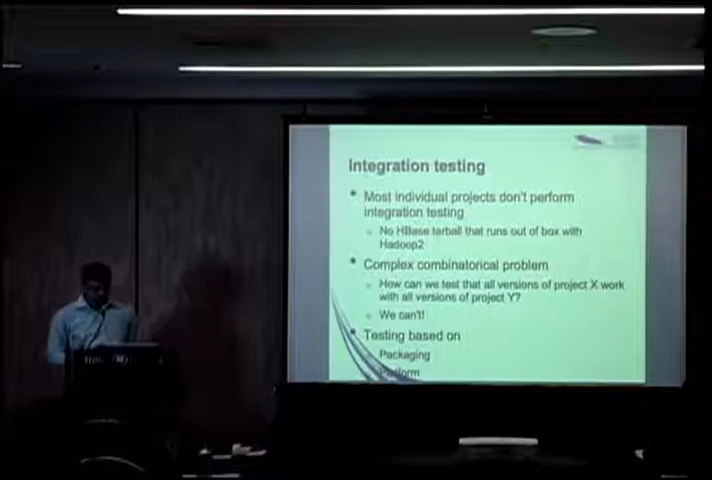 Integration testing
Most individual projects don't perform
integration testing
No HBase tarball that runs out of box with
Hadoop2
Complex combinatorical problem
How can we test that all versions of project X work
with all versions of project Y?
We can't!
Testing based on
Packaging
Platform